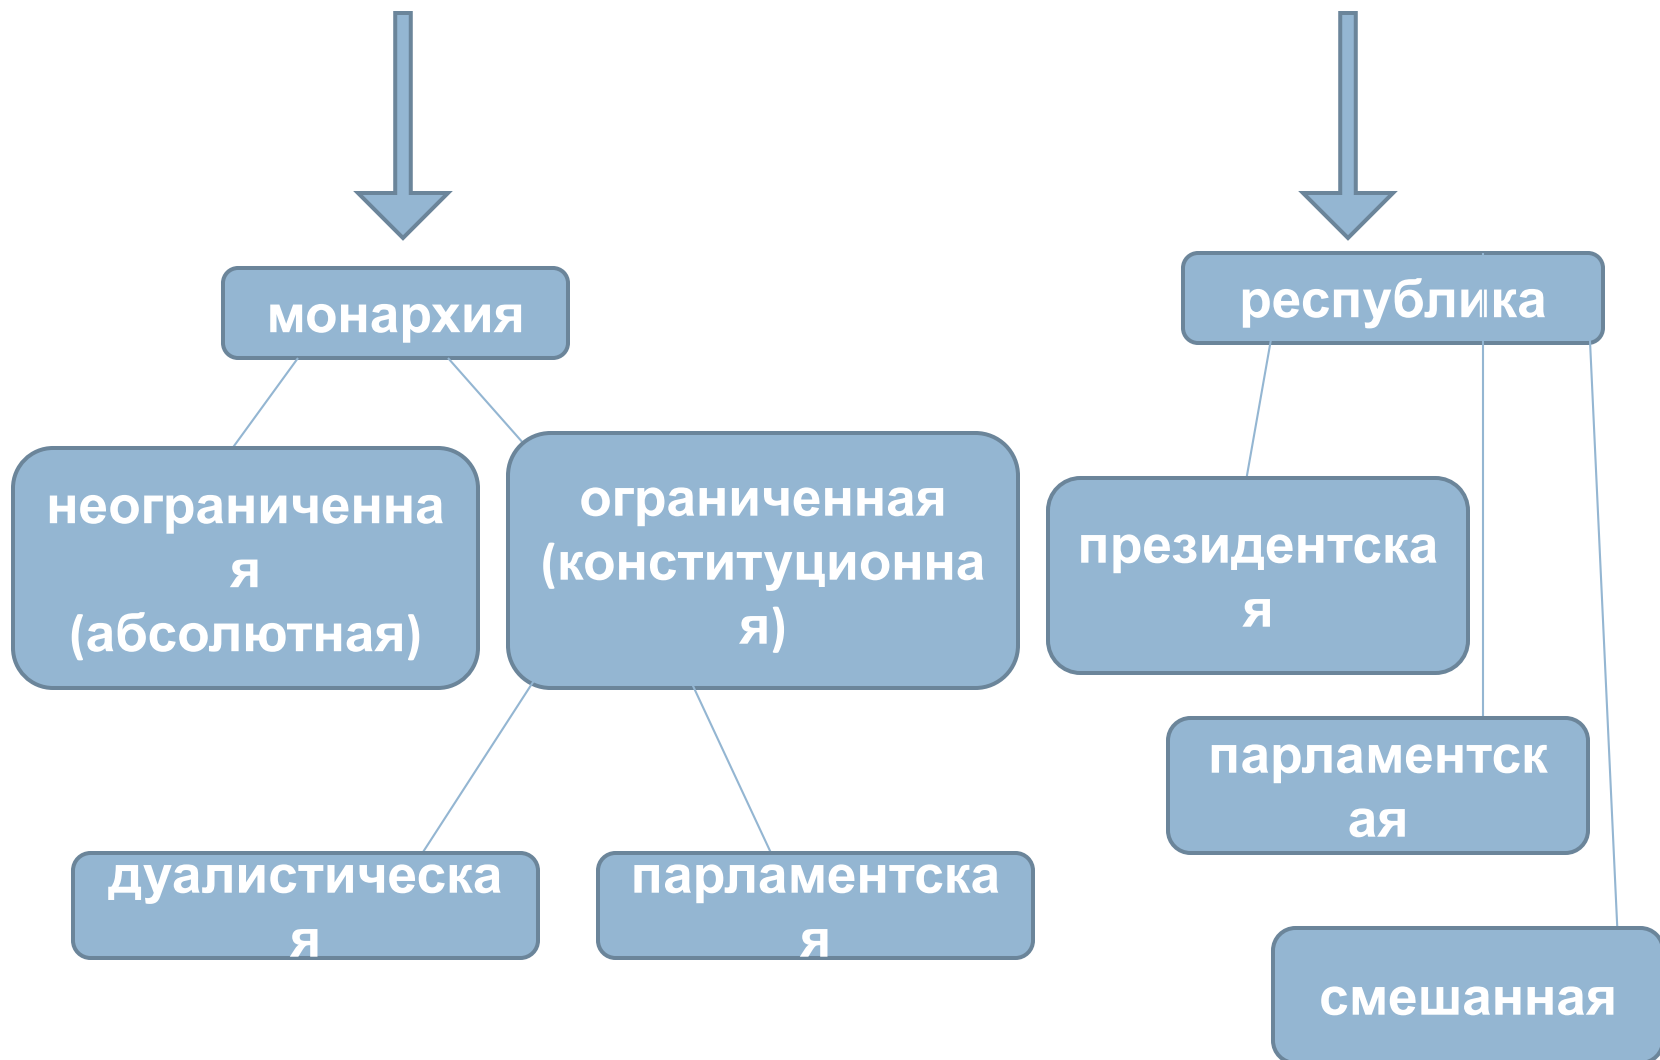 монархия
республика
неограниченна
я
(абсолютная)
ограниченная
(конституционна
я)
президентска
я
парламентск
ая
дуалистическа
я
парламентска
я
смешанная